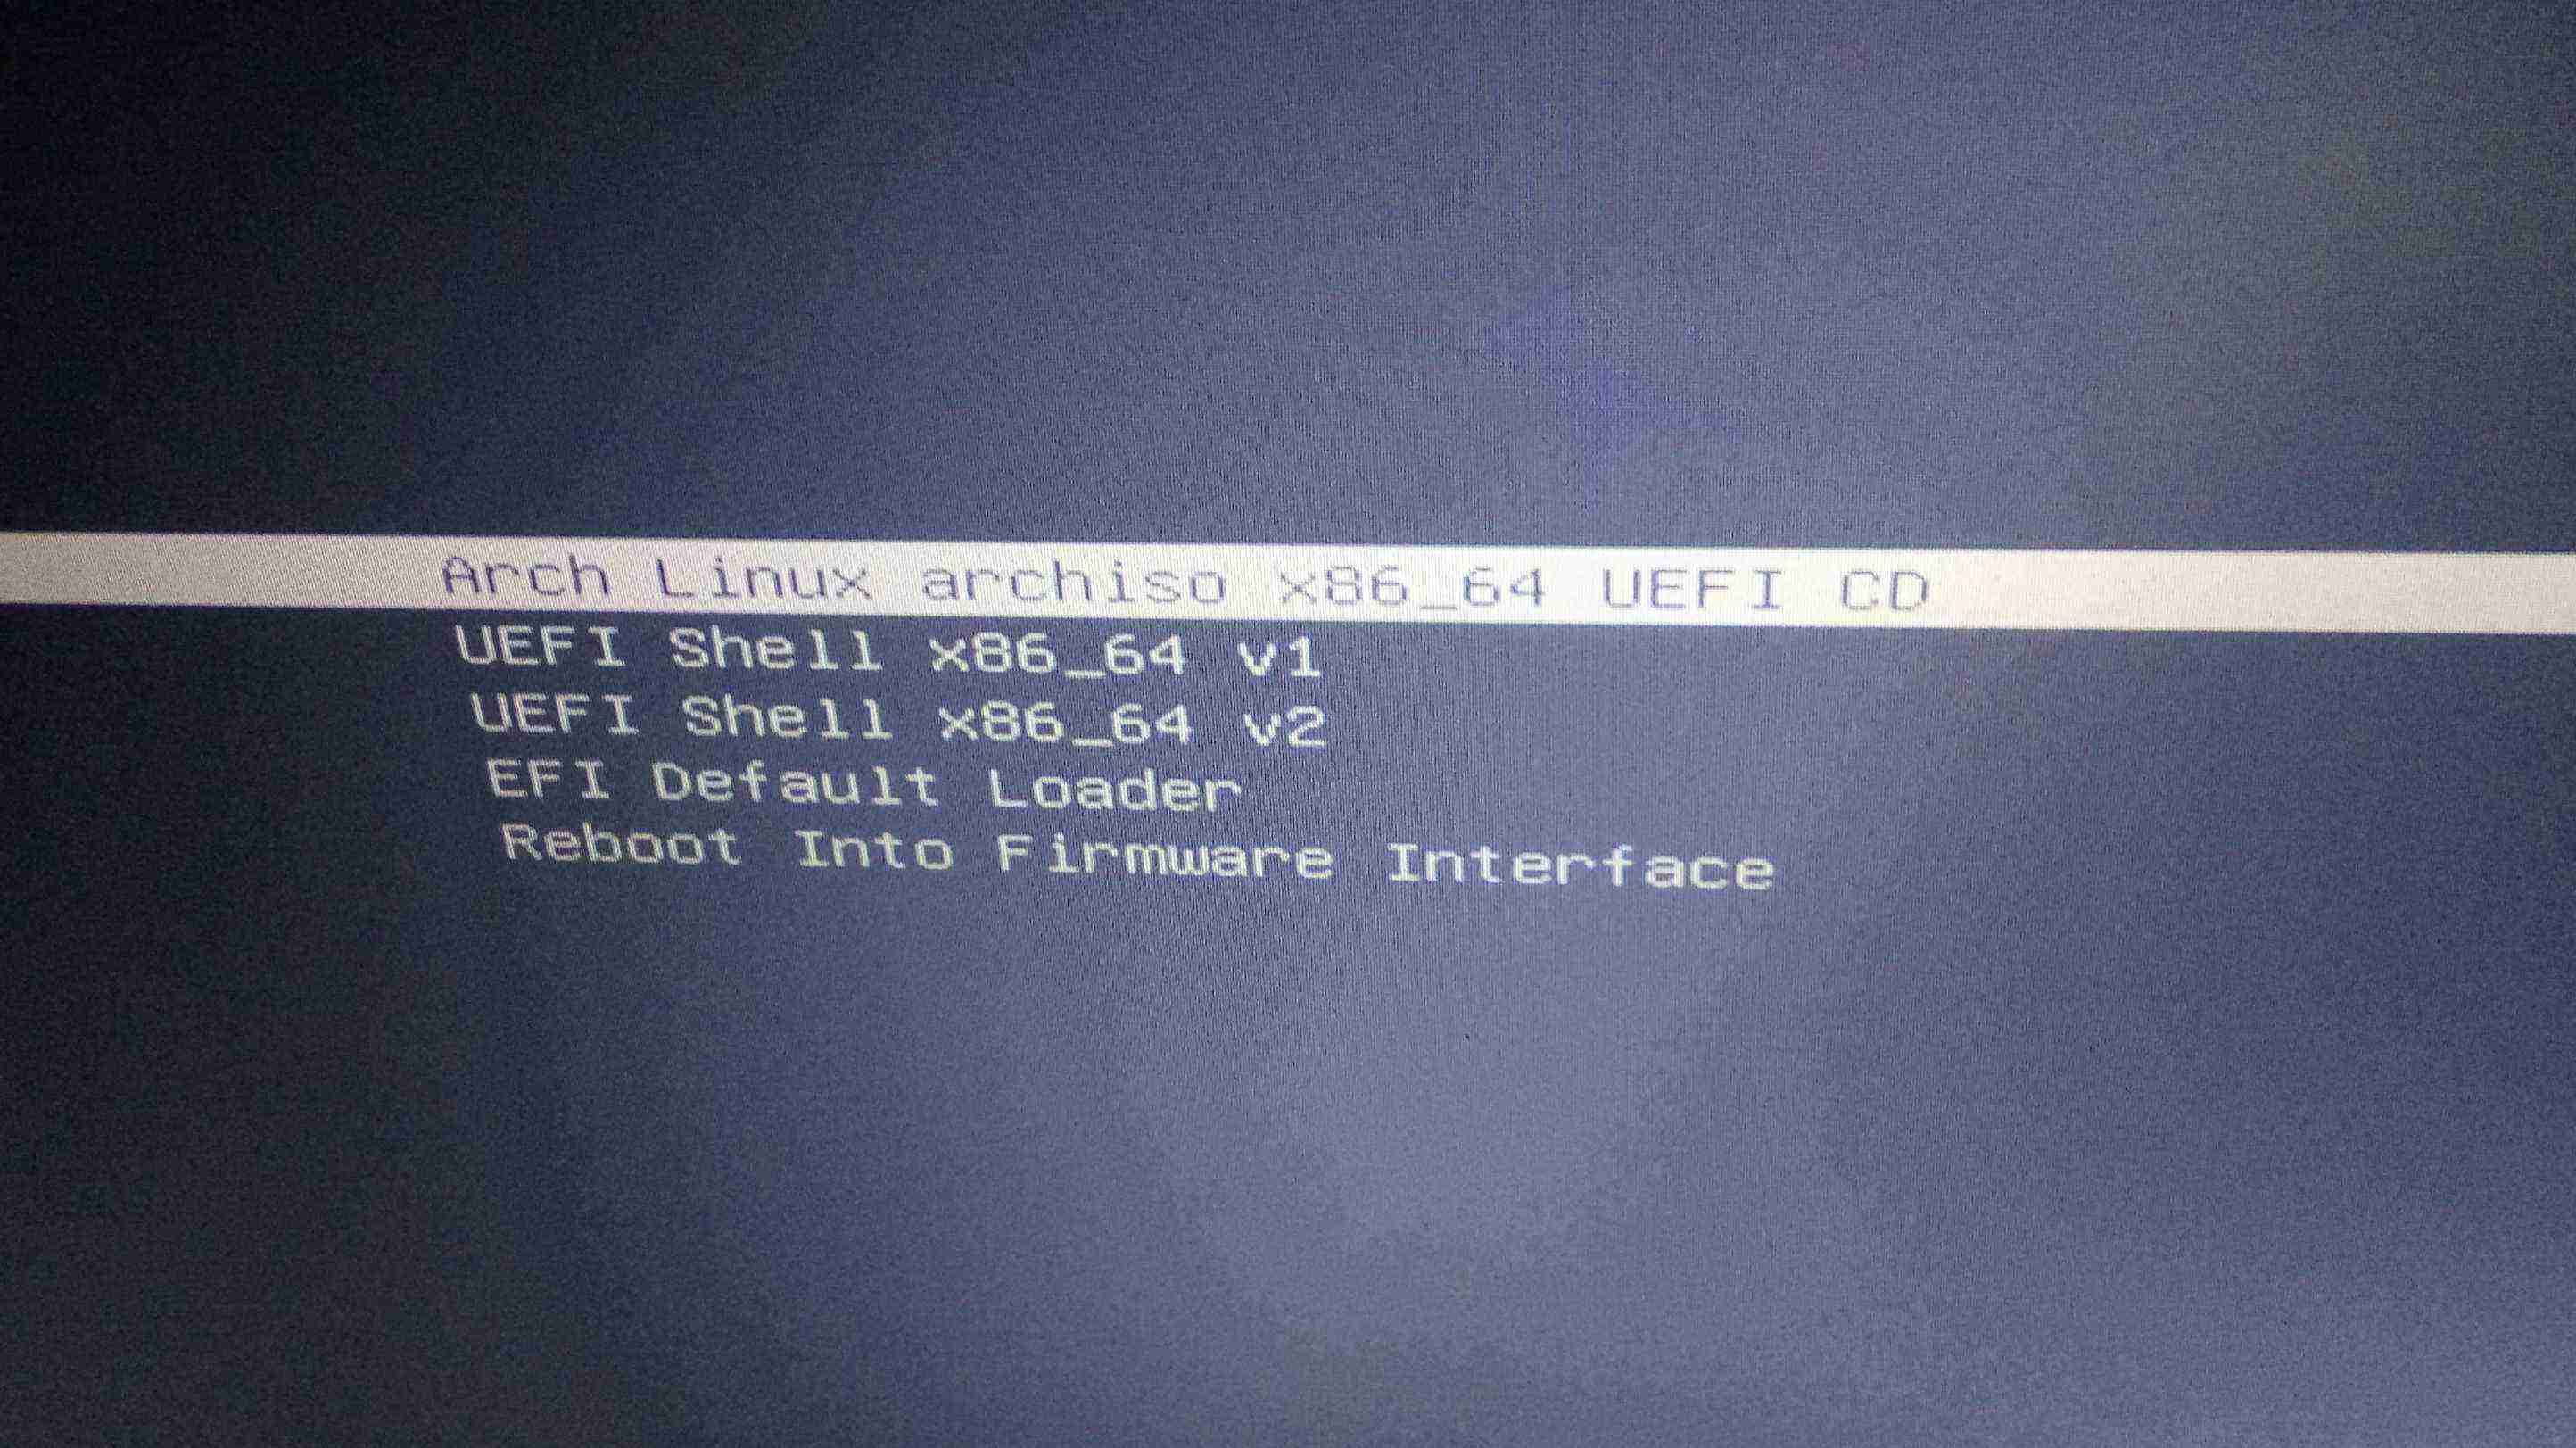 Arch Linux archiso x86_64 UEFI CD
UEFI Shell x86_64 v1
UEFI Shell x86_64 v2
EFI Default Loader
Reboot Into Firmware Interface